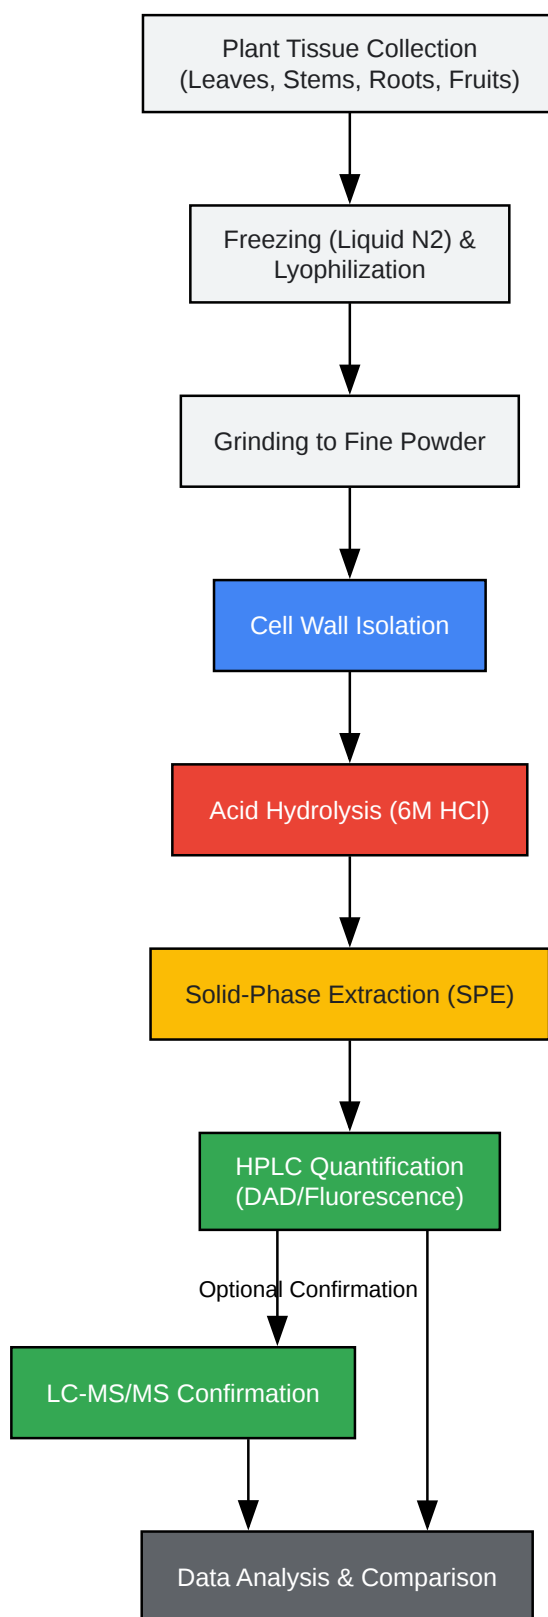 Plant Tissue Collection
(Leaves, Stems, Roots, Fruits)
Freezing (Liquid N2) &
Lyophilization
Grinding to Fine Powder
Cell Wall Isolation
Acid Hydrolysis (6M HCl)
Solid-Phase Extraction (SPE)
HPLC Quantification
(DAD/Fluorescence)
Optional Confirmation
LC-MS/MS Confirmation
Data Analysis & Comparison